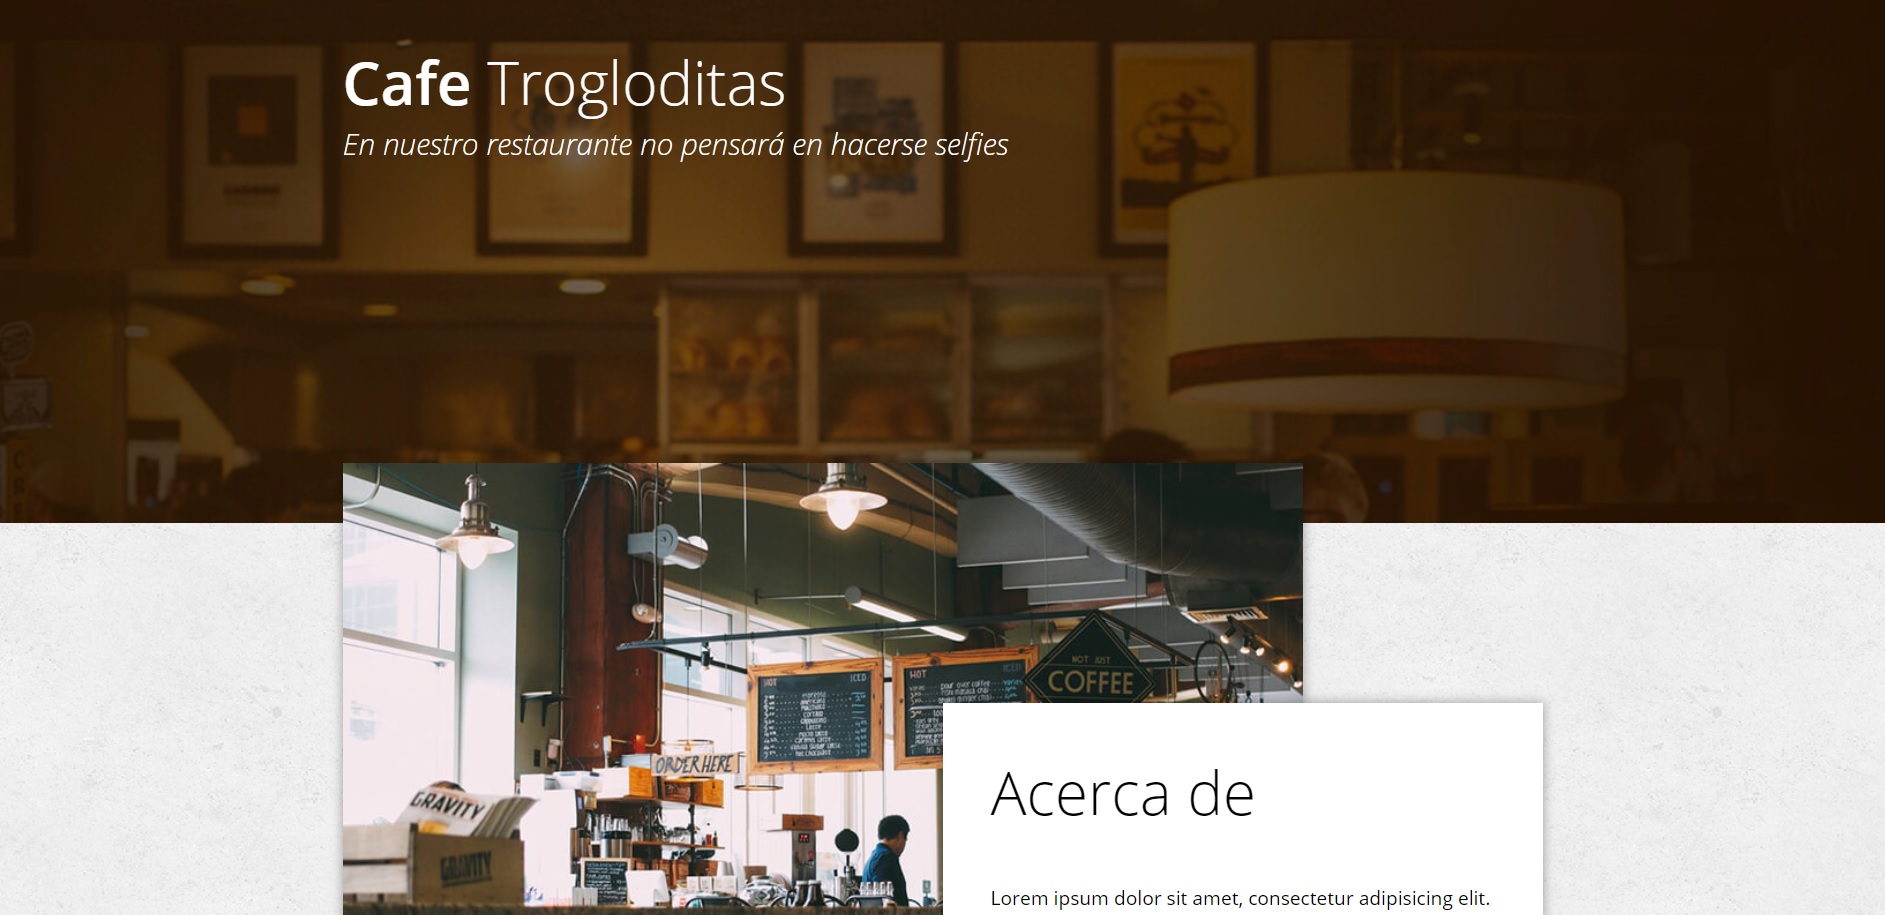 Cafe Trogloditas
En nuestro restaurante no pensará en hacerse selfies
NOT JUST
COFFEE
HOT ICED
HOT ICED
ORDER HERE
GRAVITY
GRAVITY
Acerca de
Lorem ipsum dolor sit amet, consectetur adipisicing elit.